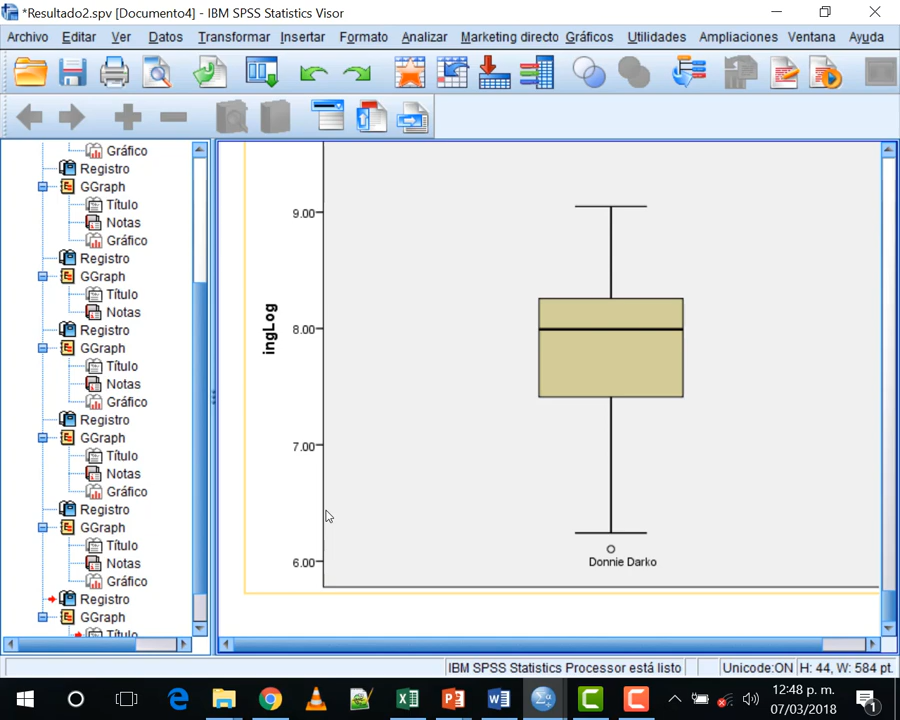 *Resultado2.spv [Documento4] - IBM SPSS Statistics Visor
Archivo Editar Ver Datos Transformar Insertar Formato Analizar Marketing directo Gráficos Utilidades Ampliaciones Ventana Ayuda
Gráfico
Registro
GGraph
Título
Notas
Gráfico
Registro
GGraph
Título
Notas
Registro
GGraph
Título
Notas
Gráfico
Registro
GGraph
Título
Notas
Gráfico
Registro
GGraph
Título
Notas
Gráfico
Registro
GGraph
Título
ingLog
9.00
8.00
7.00
6.00
Donnie Darko
IBM SPSS Statistics Processor está listo Unicode:ON H: 44, W: 584 pt.
12:48 p. m.
07/03/2018
1